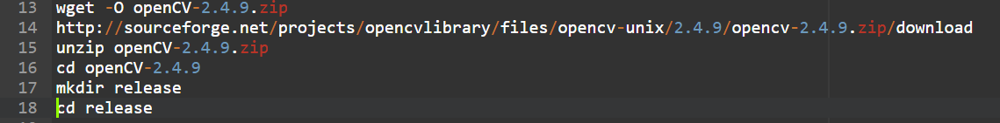 13 wget -O openCV-2.4.9.zip
14 http://sourceforge.net/projects/opencvlibrary/files/opencv-unix/2.4.9/opencv-2.4.9.zip/download
15 unzip openCV-2.4.9.zip
16 cd openCV-2.4.9
17 mkdir release
18 cd release